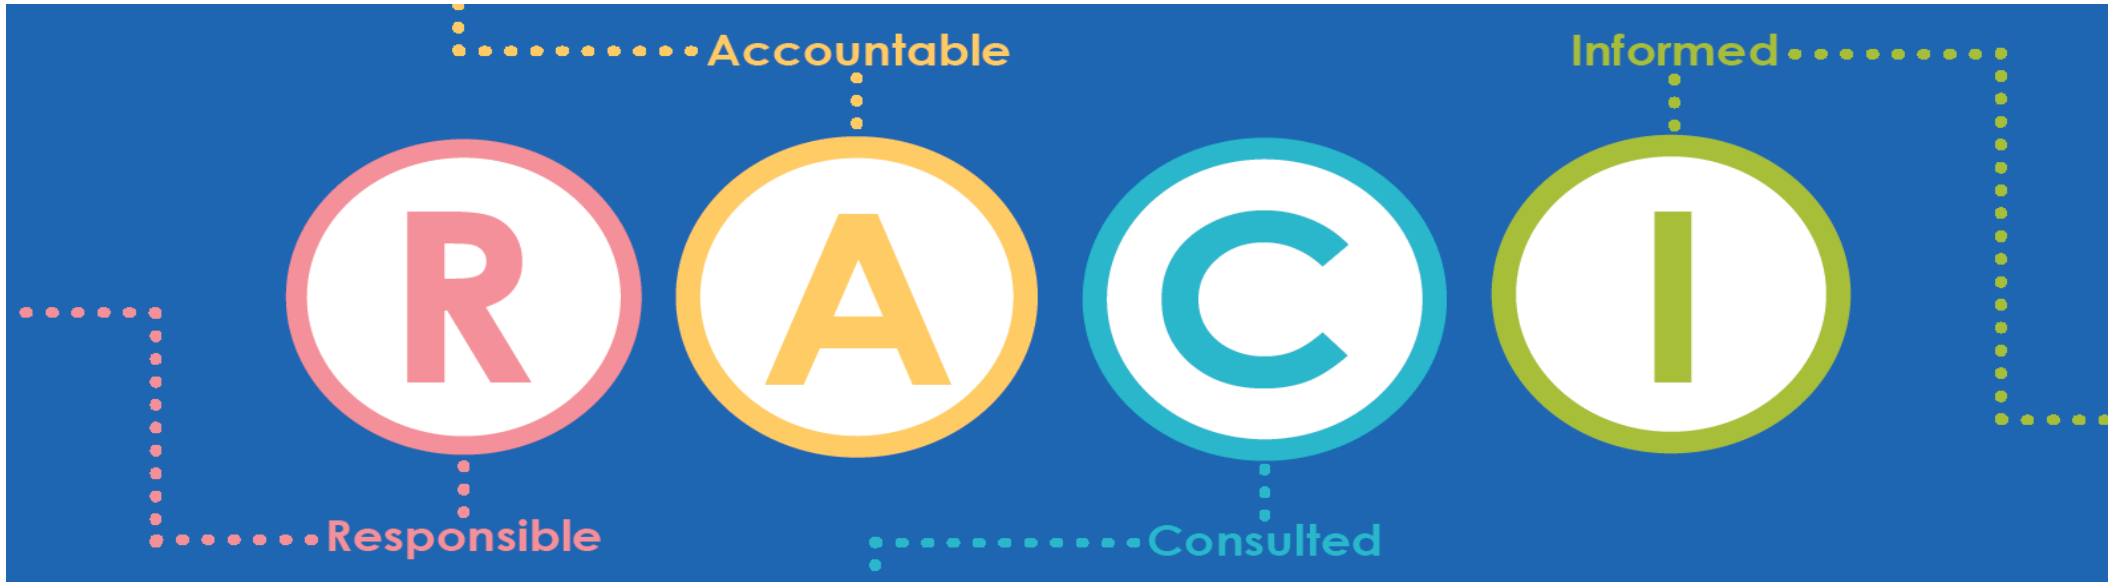 Accountable
Informed
R A C I
Responsible
Consulted